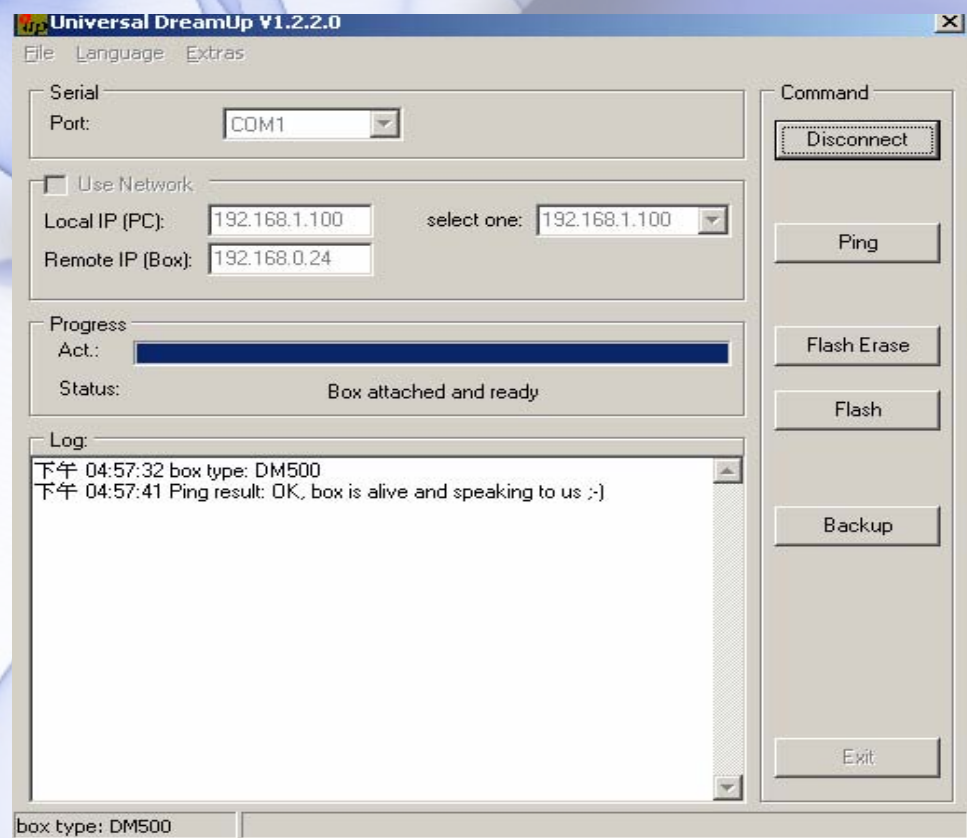 Universal DreamUp V1.2.2.0
File Language Extras
Serial
Port: COM1
Use Network
Local IP (PC): 192.168.1.100 select one: 192.168.1.100
Remote IP (Box): 192.168.0.24
Progress
Act.:
Status: Box attached and ready
Log:
下午 04:57:32 box type: DM500
下午 04:57:41 Ping result: OK, box is alive and speaking to us ;-)
Command
Disconnect
Ping
Flash Erase
Flash
Backup
Exit
box type: DM500